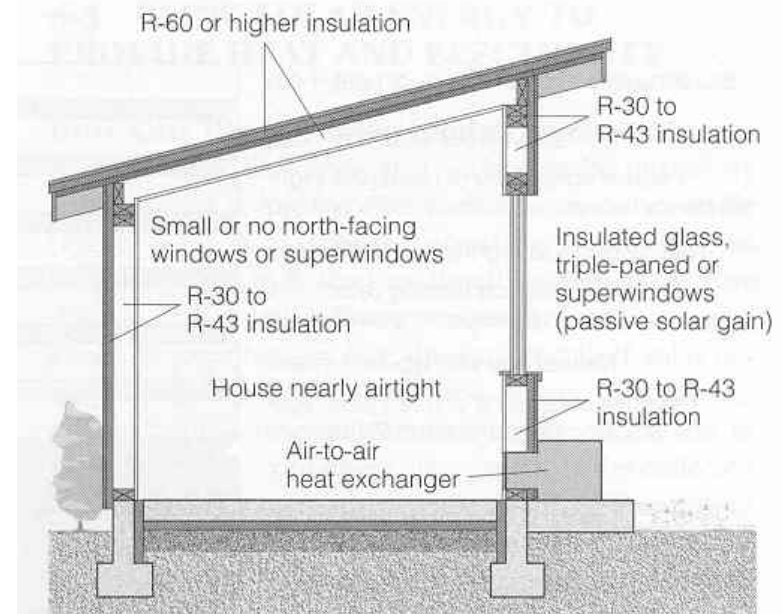 R-60 or higher insulation
R-30 to
R-43 insulation
Small or no north-facing
windows or superwindows
Insulated glass,
triple-paned or
superwindows
(passive solar gain)
R-30 to
R-43 insulation
House nearly airtight
R-30 to R-43
insulation
Air-to-air
heat exchanger